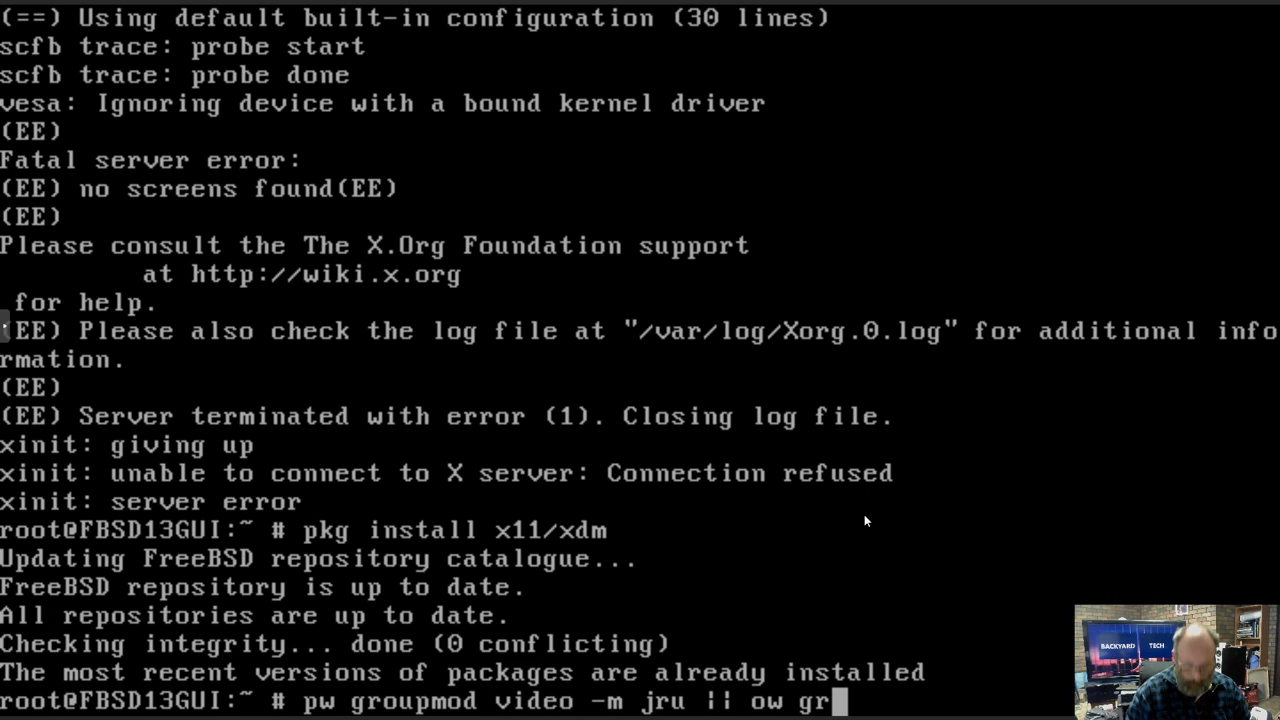 (==) Using default built-in configuration (30 lines)
scfb trace: probe start
scfb trace: probe done
vesa: Ignoring device with a bound kernel driver
(EE)
Fatal server error:
(EE) no screens found(EE)
(EE)
Please consult the The X.Org Foundation support
at http://wiki.x.org
for help.
(EE) Please also check the log file at "/var/log/Xorg.0.log" for additional info
rmation.
(EE)
(EE) Server terminated with error (1). Closing log file.
xinit: giving up
xinit: unable to connect to X server: Connection refused
xinit: server error
root@FBSD13GUI:~ # pkg install x11/xdm
Updating FreeBSD repository catalogue...
FreeBSD repository is up to date.
All repositories are up to date.
Checking integrity... done (0 conflicting)
The most recent versions of packages are already installed
root@FBSD13GUI:~ # pw groupmod video -m jru || ow gr
BACKYARD TECH